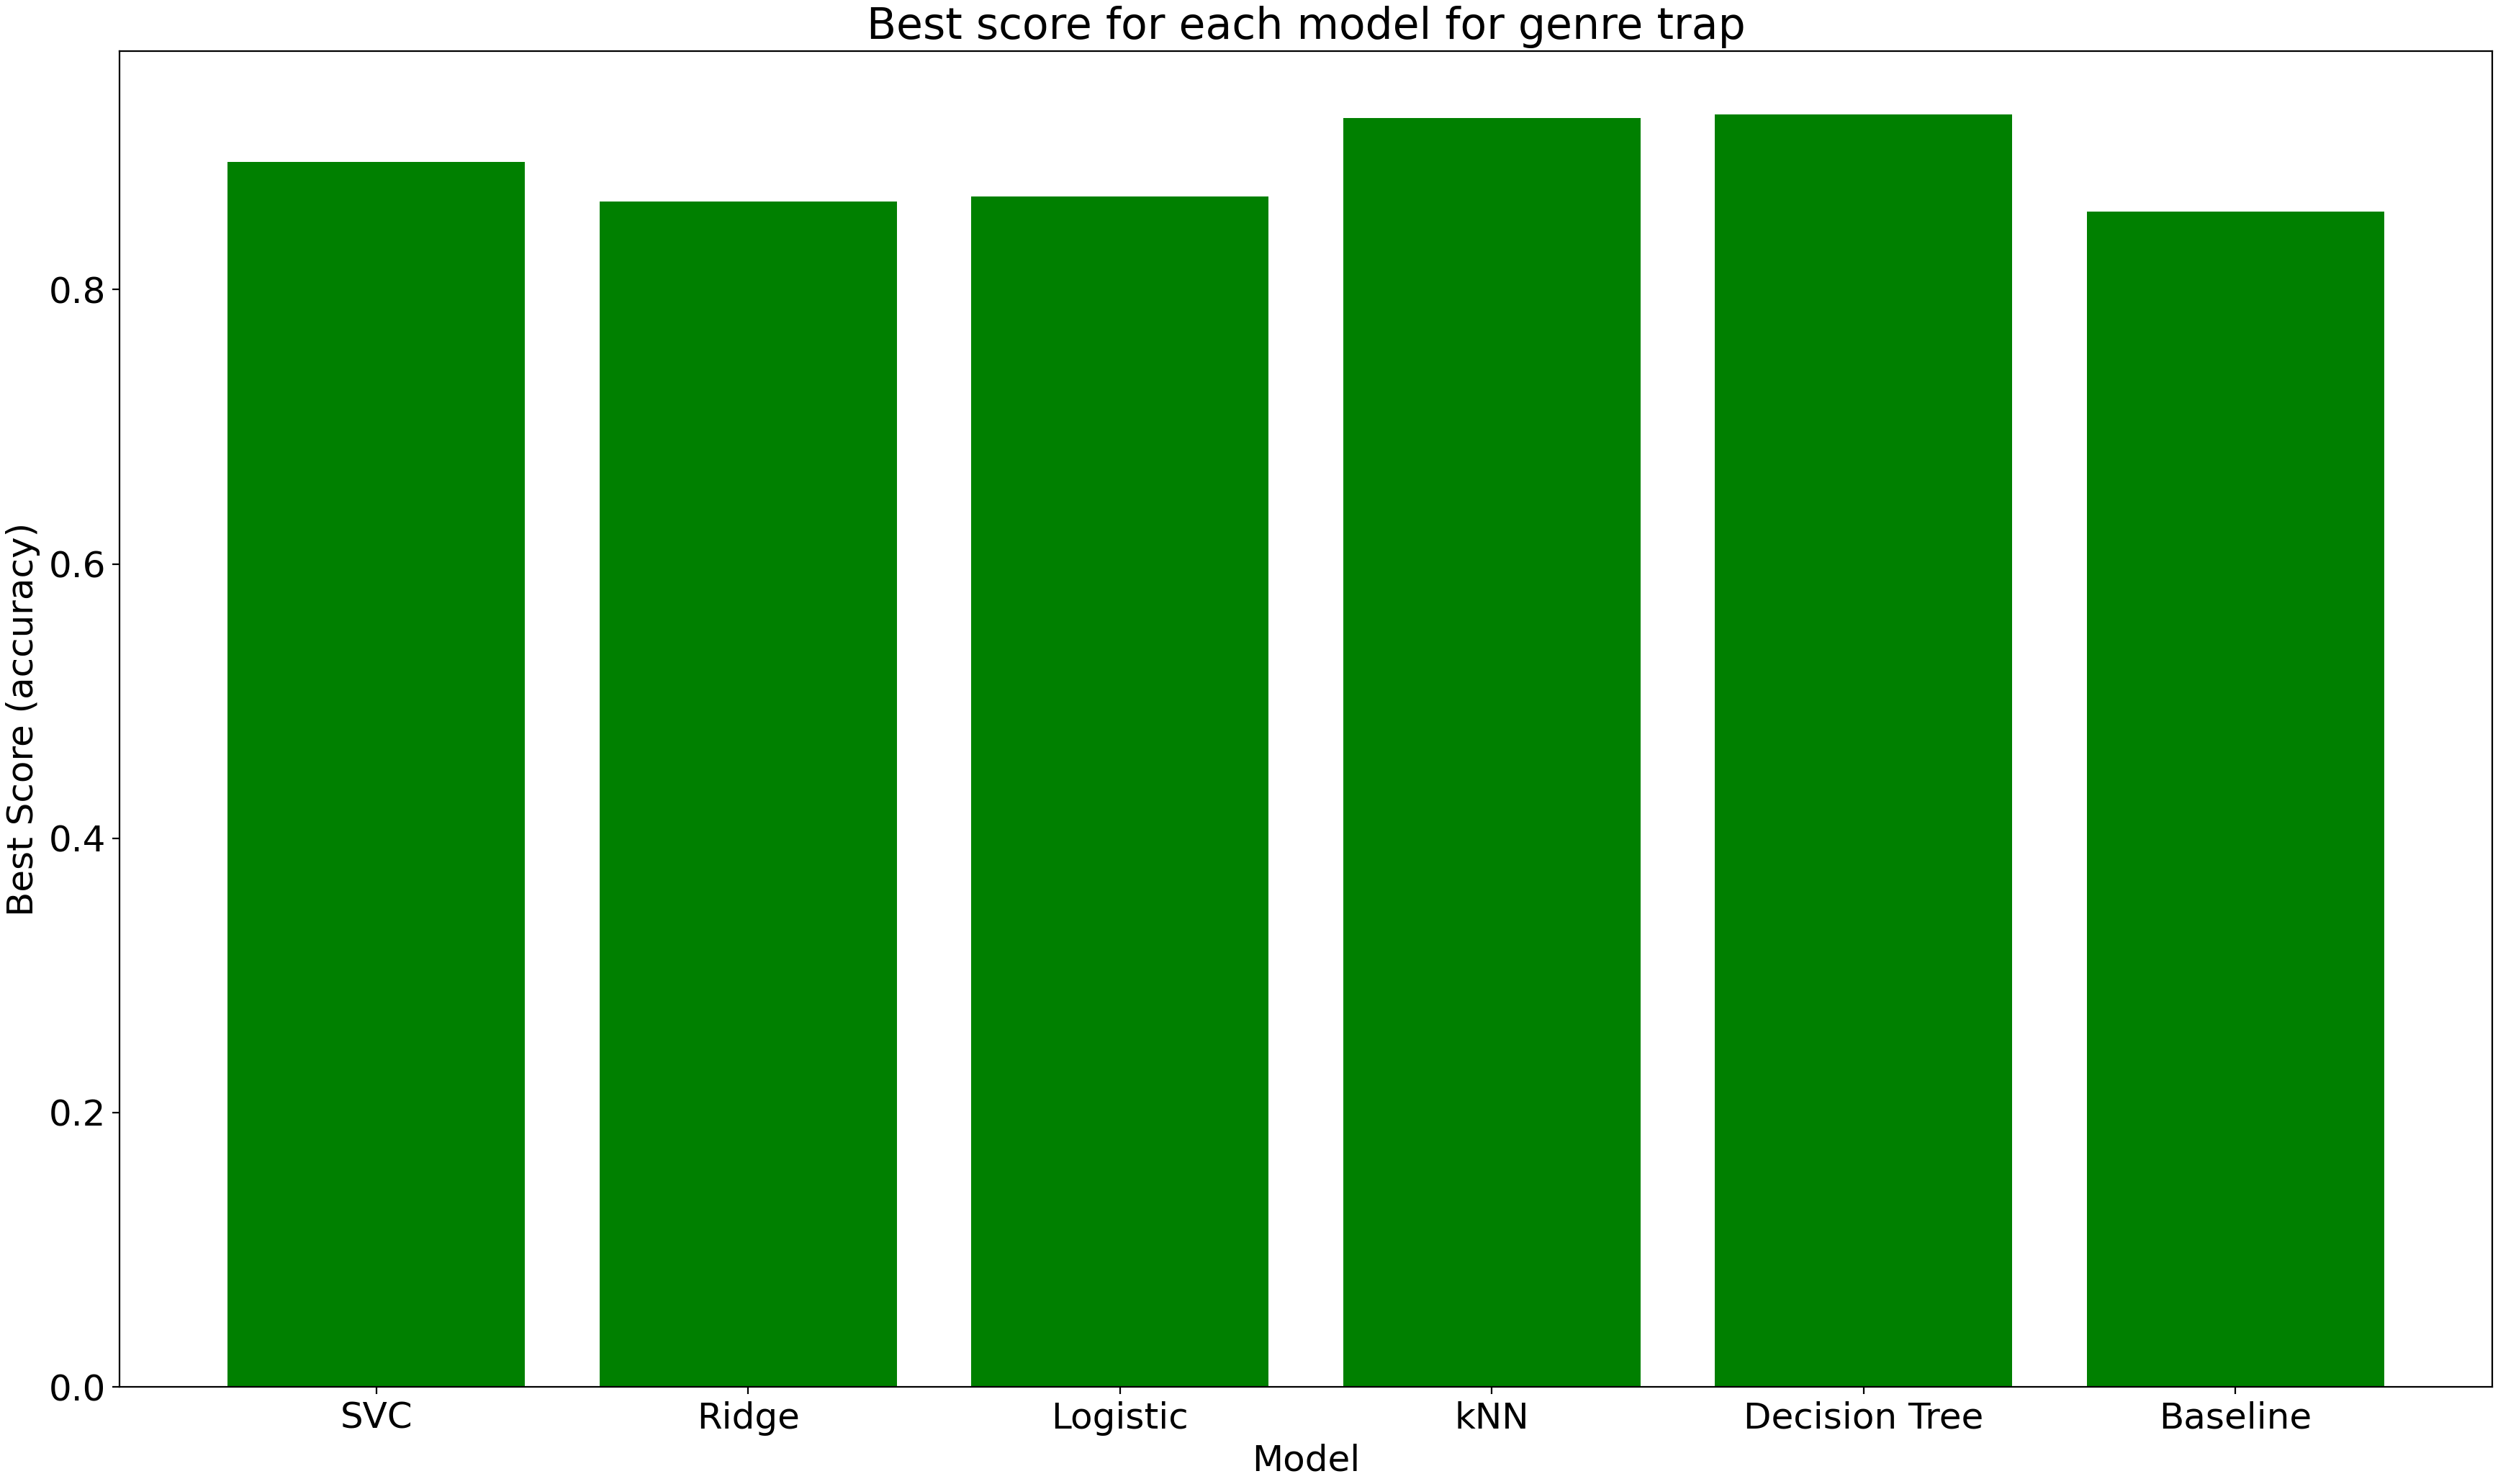 Best score for each model for genre trap
Best Score (accuracy)
0.8
0.6
0.4
0.2
0.0
SVC Ridge Logistic kNN Decision Tree Baseline
Model